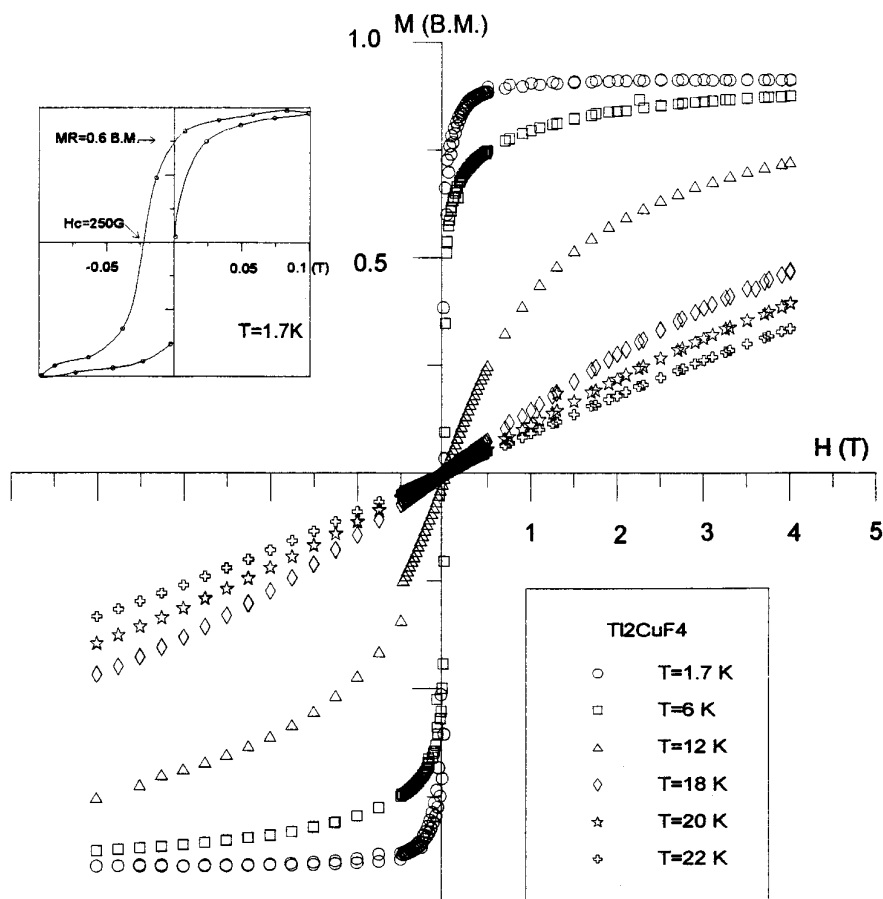 M (B.M.)
1.0
MR=0.6 B.M.
Hc=250G
-0.05
0.05
0.1 (T)
T=1.7K
0.5
H (T)
1
2
3
4
5
Tl2CuF4
T=1.7 K
T=6 K
T=12 K
T=18 K
T=20 K
T=22 K